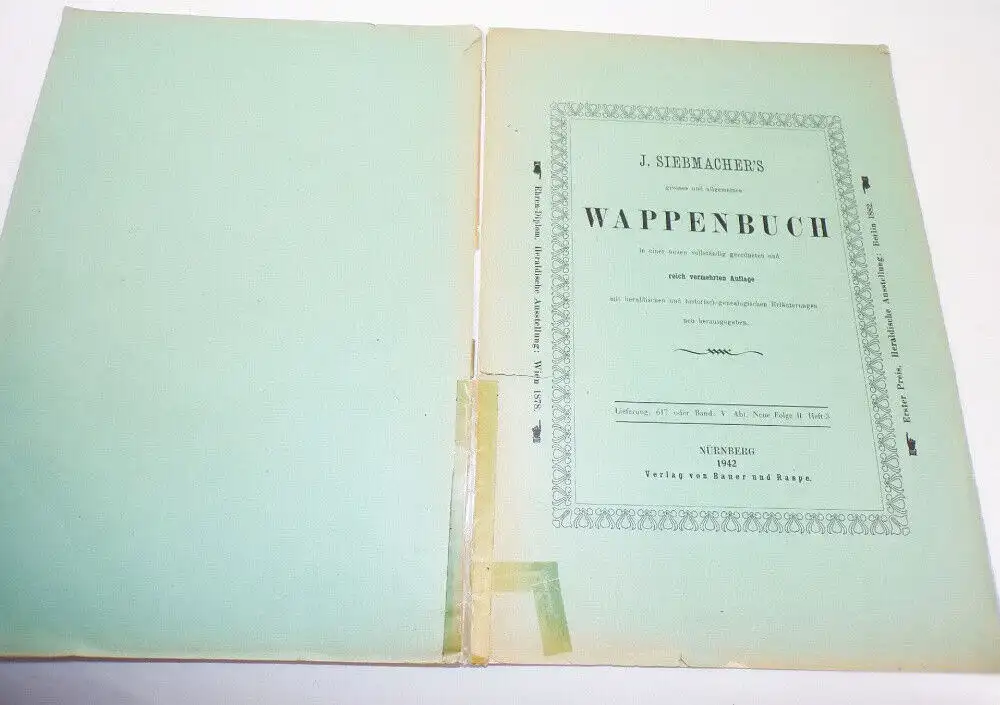 J. SIEBMACHER'S
grosses und allgemeines
WAPPENBUCH
in einer neuen vollständig geordneten und
reich vermehrten Auflage
mit heraldischen und historisch-genealogischen Erläuterungen
neu herausgegeben.
Lieferung, 617 oder Band. V Abt. Neue Folge II Heft 3
NÜRNBERG
1942
Verlag von Bauer und Raspe.
Ehren-Diplom, Heraldische Ausstellung: Wien 1878.
Erster Preis, Heraldische Ausstellung: Berlin 1882.